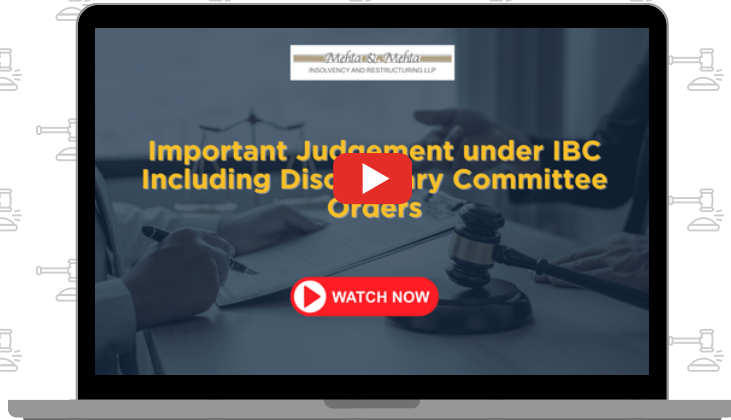 Mehta & Mehta
INSOLVENCY AND RESTRUCTURING LLP
Important Judgement under IBC
Including Committee
Orders
WATCH NOW